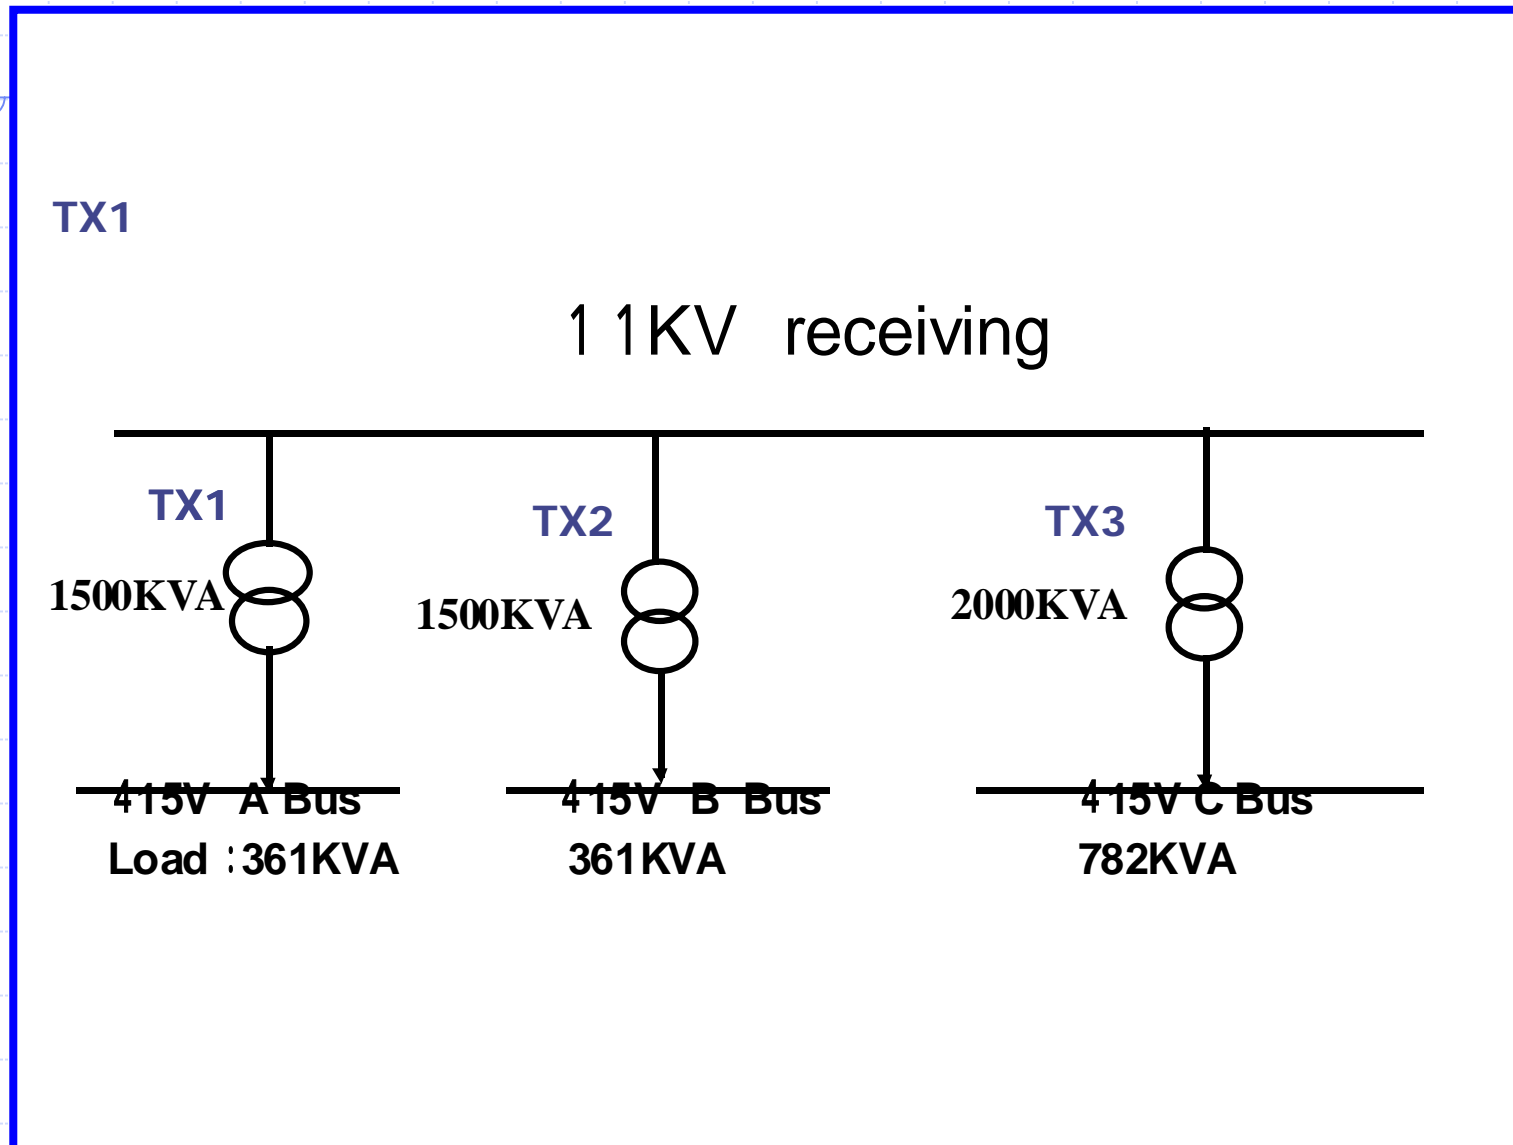 TX1
11KV receiving
TX1
TX2
TX3
1500KVA
1500KVA
2000KVA
415V A Bus
415V B Bus
415V C Bus
Load :361KVA
361KVA
782KVA